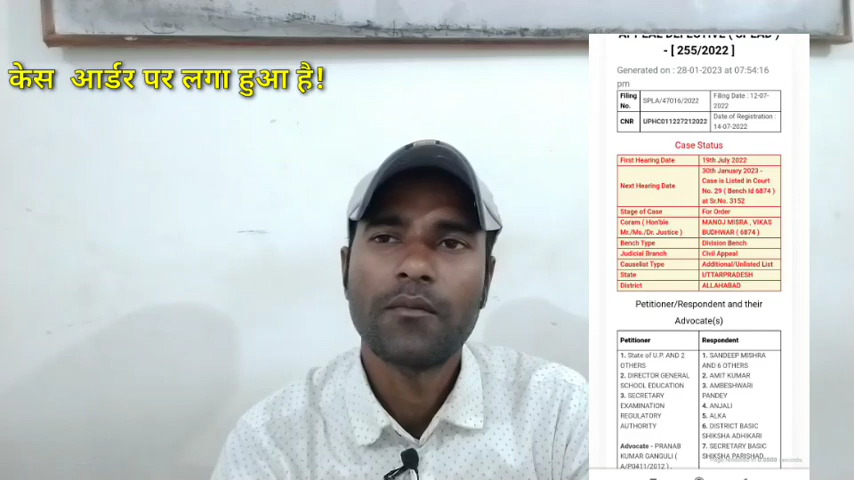 केस आर्डर पर लगा हुआ है!
APPEAL DEFECTIVE ( SPLAD )
- [ 255/2022 ]
Generated on : 28-01-2023 at 07:54:16
pm
Filing No. SPLA/47016/2022 Filing Date : 12-07-2022
CNR UPHC011227212022 Date of Registration : 14-07-2022
Case Status
First Hearing Date 19th July 2022
Next Hearing Date 30th January 2023 -
Case is Listed in Court
No. 29 ( Bench Id 6874 )
at Sr.No. 3152
Stage of Case For Order
Coram ( Hon'ble MANOJ MISRA , VIKAS
Mr./Ms./Dr. Justice ) BUDHWAR ( 6874 )
Bench Type Division Bench
Judicial Branch Civil Appeal
Causelist Type Additional/Unlisted List
State UTTARPRADESH
District ALLAHABAD
Petitioner/Respondent and their
Advocate(s)
Petitioner Respondent
1. State of U.P. AND 2
OTHERS
2. DIRECTOR GENERAL
SCHOOL EDUCATION
3. SECRETARY
EXAMINATION
REGULATORY
AUTHORITY
Advocate - PRANAB
KUMAR GANGULI (
A/P0411/2012 ) ,
1. SANDEEP MISHRA
AND 6 OTHERS
2. AMIT KUMAR
3. AMBESHWARI
PANDEY
4. ANJALI
5. ALKA
6. DISTRICT BASIC
SHIKSHA ADHIKARI
7. SECRETARY BASIC
SHIKSHA PARISHAD